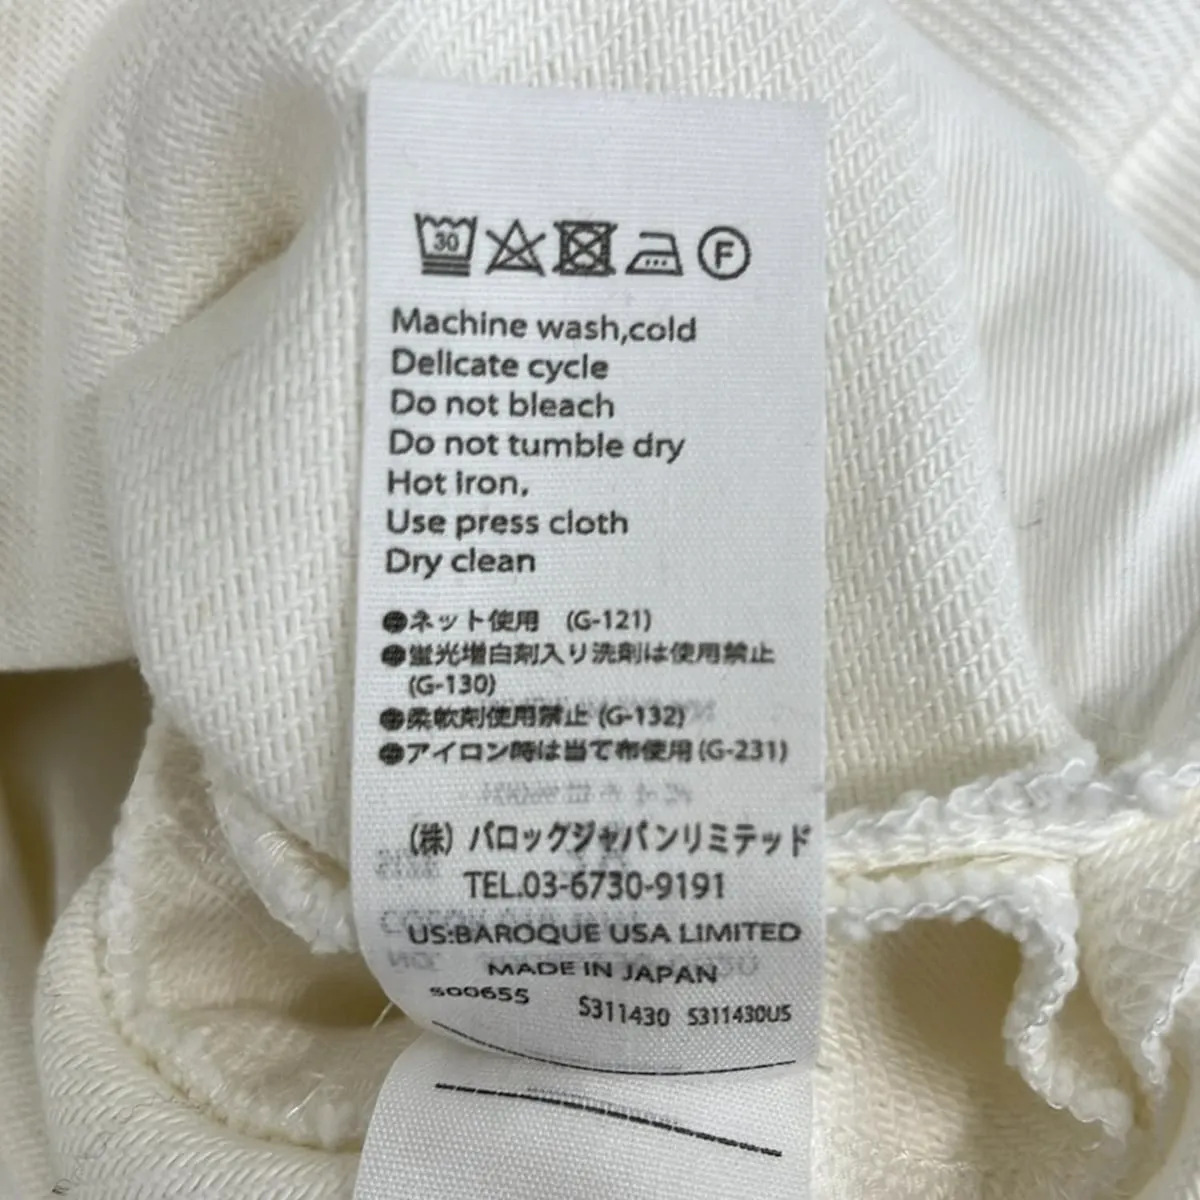 30
F
Machine wash,cold
Delicate cycle
Do not bleach
Do not tumble dry
Hot iron,
Use press cloth
Dry clean
●ネット使用 (G-121)
●蛍光増白剤入り洗剤は使用禁止
(G-130)
●柔軟剤使用禁止 (G-132)
●アイロン時は当て布使用 (G-231)
(株) バロックジャパンリミテッド
TEL.03-6730-9191
US:BAROQUE USA LIMITED
MADE IN JAPAN
S00655 S311430 S311430US